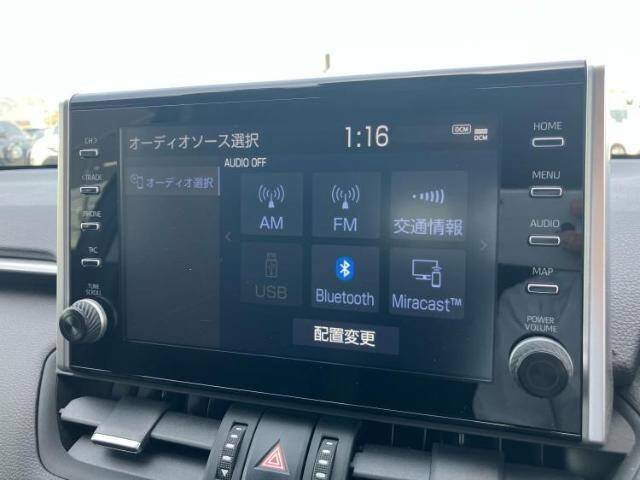 オーディオソース選択
1:16
DCM
DCM
AUDIO OFF
オーディオ選択
AM
FM
交通情報
USB
Bluetooth
Miracast™
配置変更
TRACK
PHONE
TUNE
SCROLL
HOME
MENU
AUDIO
MAP
POWER
VOLUME